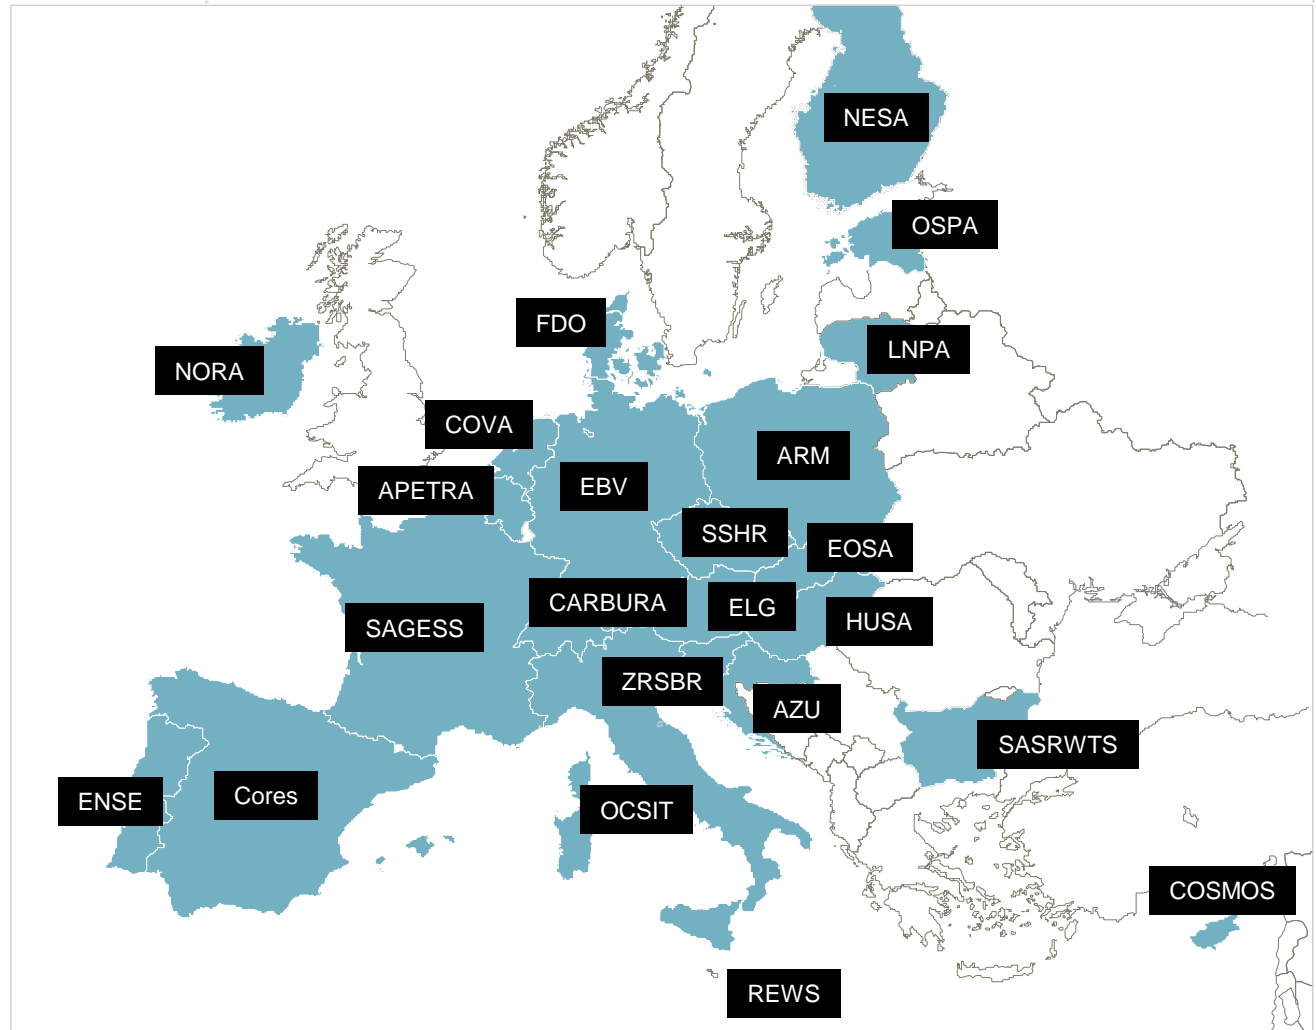 NESA
OSPA
FDO
LNPA
NORA
COVA
ARM
APETRA
EBV
SSHR
EOSA
CARBURA
ELG
HUSA
SAGESS
ZRSBR
AZU
SASRWTS
ENSE
Cores
OCSIT
COSMOS
REWS